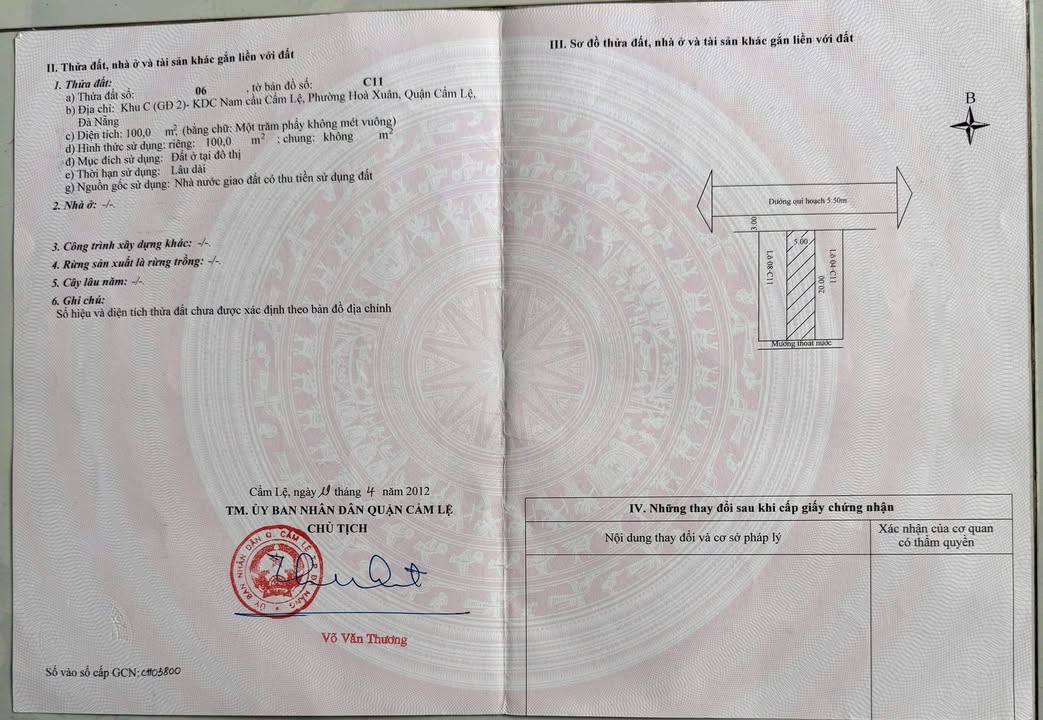 II. Thửa đất, nhà ở và tài sản khác gắn liền với đất
1. Thửa đất:
a) Thửa đất số: 06 , tờ bản đồ số: C11
b) Địa chỉ: Khu C (GĐ 2)- KDC Nam cầu Cẩm Lệ, Phường Hoà Xuân, Quận Cẩm Lệ,
Đà Nẵng
c) Diện tích: 100,0 m², (bằng chữ: Một trăm phẩy không mét vuông)
d) Hình thức sử dụng: riêng: 100,0 m² ; chung: không m²
đ) Mục đích sử dụng: Đất ở tại đô thị
e) Thời hạn sử dụng: Lâu dài
g) Nguồn gốc sử dụng: Nhà nước giao đất có thu tiền sử dụng đất
2. Nhà ở: -/-.
3. Công trình xây dựng khác: -/-.
4. Rừng sản xuất là rừng trồng: -/-.
5. Cây lâu năm: -/-.
6. Ghi chú:
Số hiệu và diện tích thửa đất chưa được xác định theo bản đồ địa chính
Cẩm Lệ, ngày 19 tháng 4 năm 2012
TM. ỦY BAN NHÂN DÂN QUẬN CẨM LỆ
CHỦ TỊCH
ỦY BAN NHÂN DÂN Q. CẨM LỆ T.P ĐÀ NẴNG
Võ Văn Thương
Số vào sổ cấp GCN: CH03800
III. Sơ đồ thửa đất, nhà ở và tài sản khác gắn liền với đất
B
Đường qui hoạch 5.50m
3.00
5.00
Lô 08-C11
20.00
Lô 04-C11
Mương thoát nước
IV. Những thay đổi sau khi cấp giấy chứng nhận
Nội dung thay đổi và cơ sở pháp lý
Xác nhận của cơ quan
có thẩm quyền